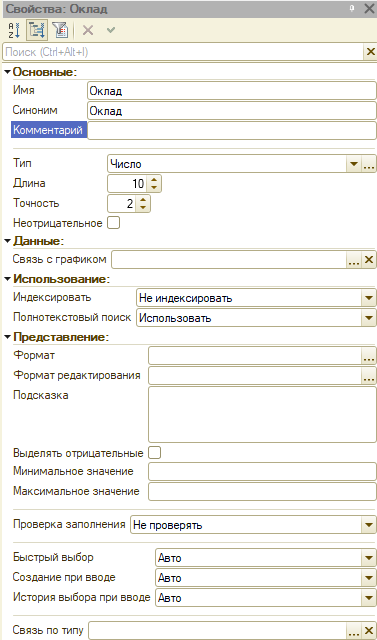 Свойства: Оклад
Поиск (Ctrl+Alt+I)
Основные:
Имя Оклад
Синоним Оклад
Комментарий
Тип Число
Длина 10
Точность 2
Неотрицательное
Данные:
Связь с графиком
Использование:
Индексировать Не индексировать
Полнотекстовый поиск Использовать
Представление:
Формат
Формат редактирования
Подсказка
Выделять отрицательные
Минимальное значение
Максимальное значение
Проверка заполнения Не проверять
Быстрый выбор Авто
Создание при вводе Авто
История выбора при вводе Авто
Связь по типу